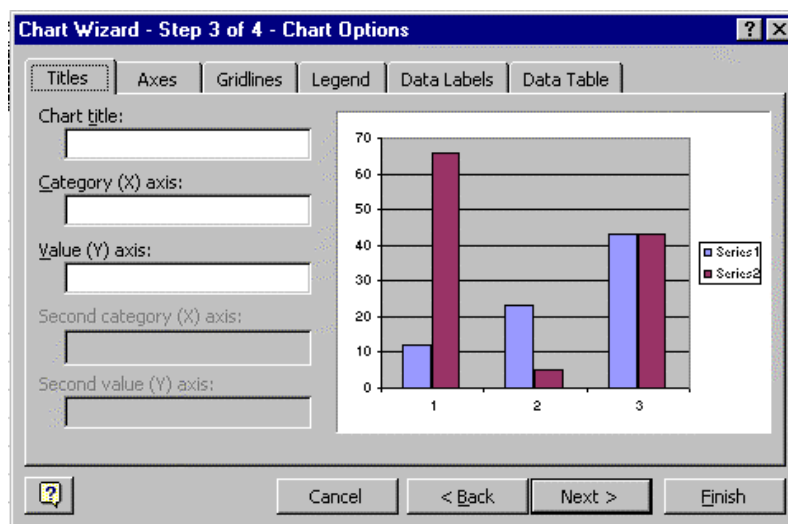 Chart Wizard - Step 3 of 4 - Chart Options
Titles
Axes
Gridlines
Legend
Data Labels
Data Table
Chart title:
Category (X) axis:
Value (Y) axis:
Second category (X) axis:
Second value (Y) axis:
70
60
50
40
30
20
10
0
1
2
3
Series1
Series2
Cancel
< Back
Next >
Finish